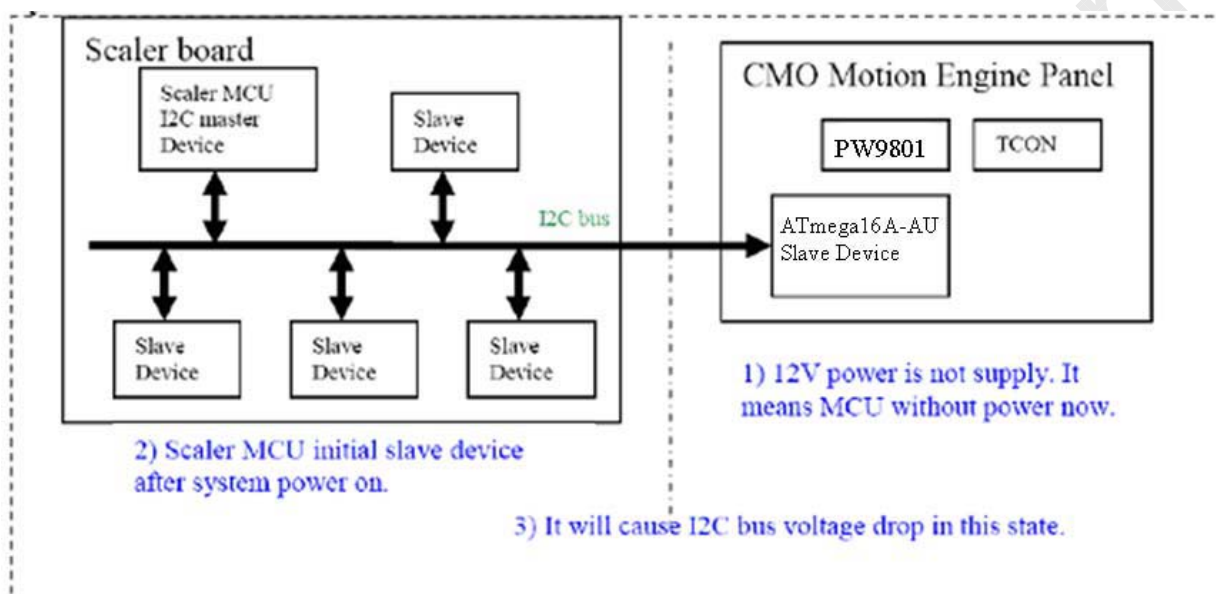 Scaler board
Scaler MCU
I2C master
Device
Slave
Device
I2C bus
Slave
Device
Slave
Device
Slave
Device
2) Scaler MCU initial slave device
after system power on.
CMO Motion Engine Panel
PW9801
TCON
ATmega16A-AU
Slave Device
1) 12V power is not supply. It
means MCU without power now.
3) It will cause I2C bus voltage drop in this state.